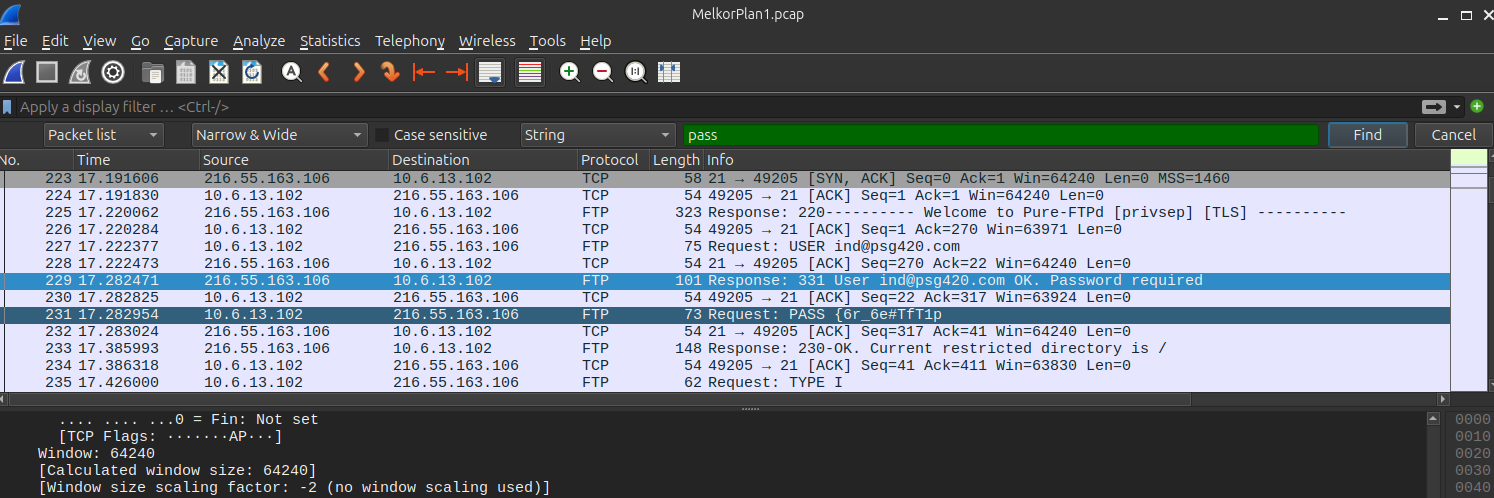 MelkorPlan1.pcap
File Edit View Go Capture Analyze Statistics Telephony Wireless Tools Help
Apply a display filter … <Ctrl-/>
Packet list Narrow & Wide Case sensitive String pass Find Cancel
No. Time Source Destination Protocol Length Info
223 17.191606 216.55.163.106 10.6.13.102 TCP 58 21 → 49205 [SYN, ACK] Seq=0 Ack=1 Win=64240 Len=0 MSS=1460
224 17.191830 10.6.13.102 216.55.163.106 TCP 54 49205 → 21 [ACK] Seq=1 Ack=1 Win=64240 Len=0
225 17.220062 216.55.163.106 10.6.13.102 FTP 323 Response: 220---------- Welcome to Pure-FTPd [privsep] [TLS] ----------
226 17.220284 10.6.13.102 216.55.163.106 TCP 54 49205 → 21 [ACK] Seq=1 Ack=270 Win=63971 Len=0
227 17.222377 10.6.13.102 216.55.163.106 FTP 75 Request: USER ind@psg420.com
228 17.222473 216.55.163.106 10.6.13.102 TCP 54 21 → 49205 [ACK] Seq=270 Ack=22 Win=64240 Len=0
229 17.282471 216.55.163.106 10.6.13.102 FTP 101 Response: 331 User ind@psg420.com OK. Password required
230 17.282825 10.6.13.102 216.55.163.106 TCP 54 49205 → 21 [ACK] Seq=22 Ack=317 Win=63924 Len=0
231 17.282954 10.6.13.102 216.55.163.106 FTP 73 Request: PASS {6r_6e#TfT1p
232 17.283024 216.55.163.106 10.6.13.102 TCP 54 21 → 49205 [ACK] Seq=317 Ack=41 Win=64240 Len=0
233 17.385993 216.55.163.106 10.6.13.102 FTP 148 Response: 230-OK. Current restricted directory is /
234 17.386318 10.6.13.102 216.55.163.106 TCP 54 49205 → 21 [ACK] Seq=41 Ack=411 Win=63830 Len=0
235 17.426000 10.6.13.102 216.55.163.106 FTP 62 Request: TYPE I
.... .... ...0 = Fin: Not set
[TCP Flags: ·······AP···]
Window: 64240
[Calculated window size: 64240]
[Window size scaling factor: -2 (no window scaling used)]
0000
0010
0020
0030
0040